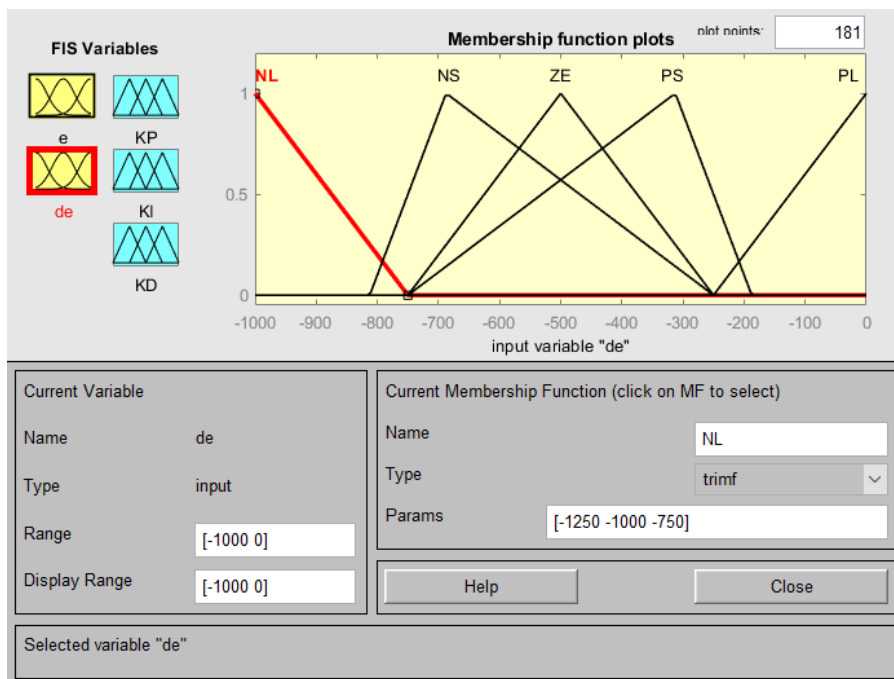 FIS Variables
Membership function plots
plot points:
181
e
KP
de
KI
KD
NL
NS
ZE
PS
PL
1
0.5
0
-1000
-900
-800
-700
-600
-500
-400
-300
-200
-100
0
input variable "de"
Current Variable
Name
de
Type
input
Range
[-1000 0]
Display Range
[-1000 0]
Current Membership Function (click on MF to select)
Name
NL
Type
trimf
Params
[-1250 -1000 -750]
Help
Close
Selected variable "de"